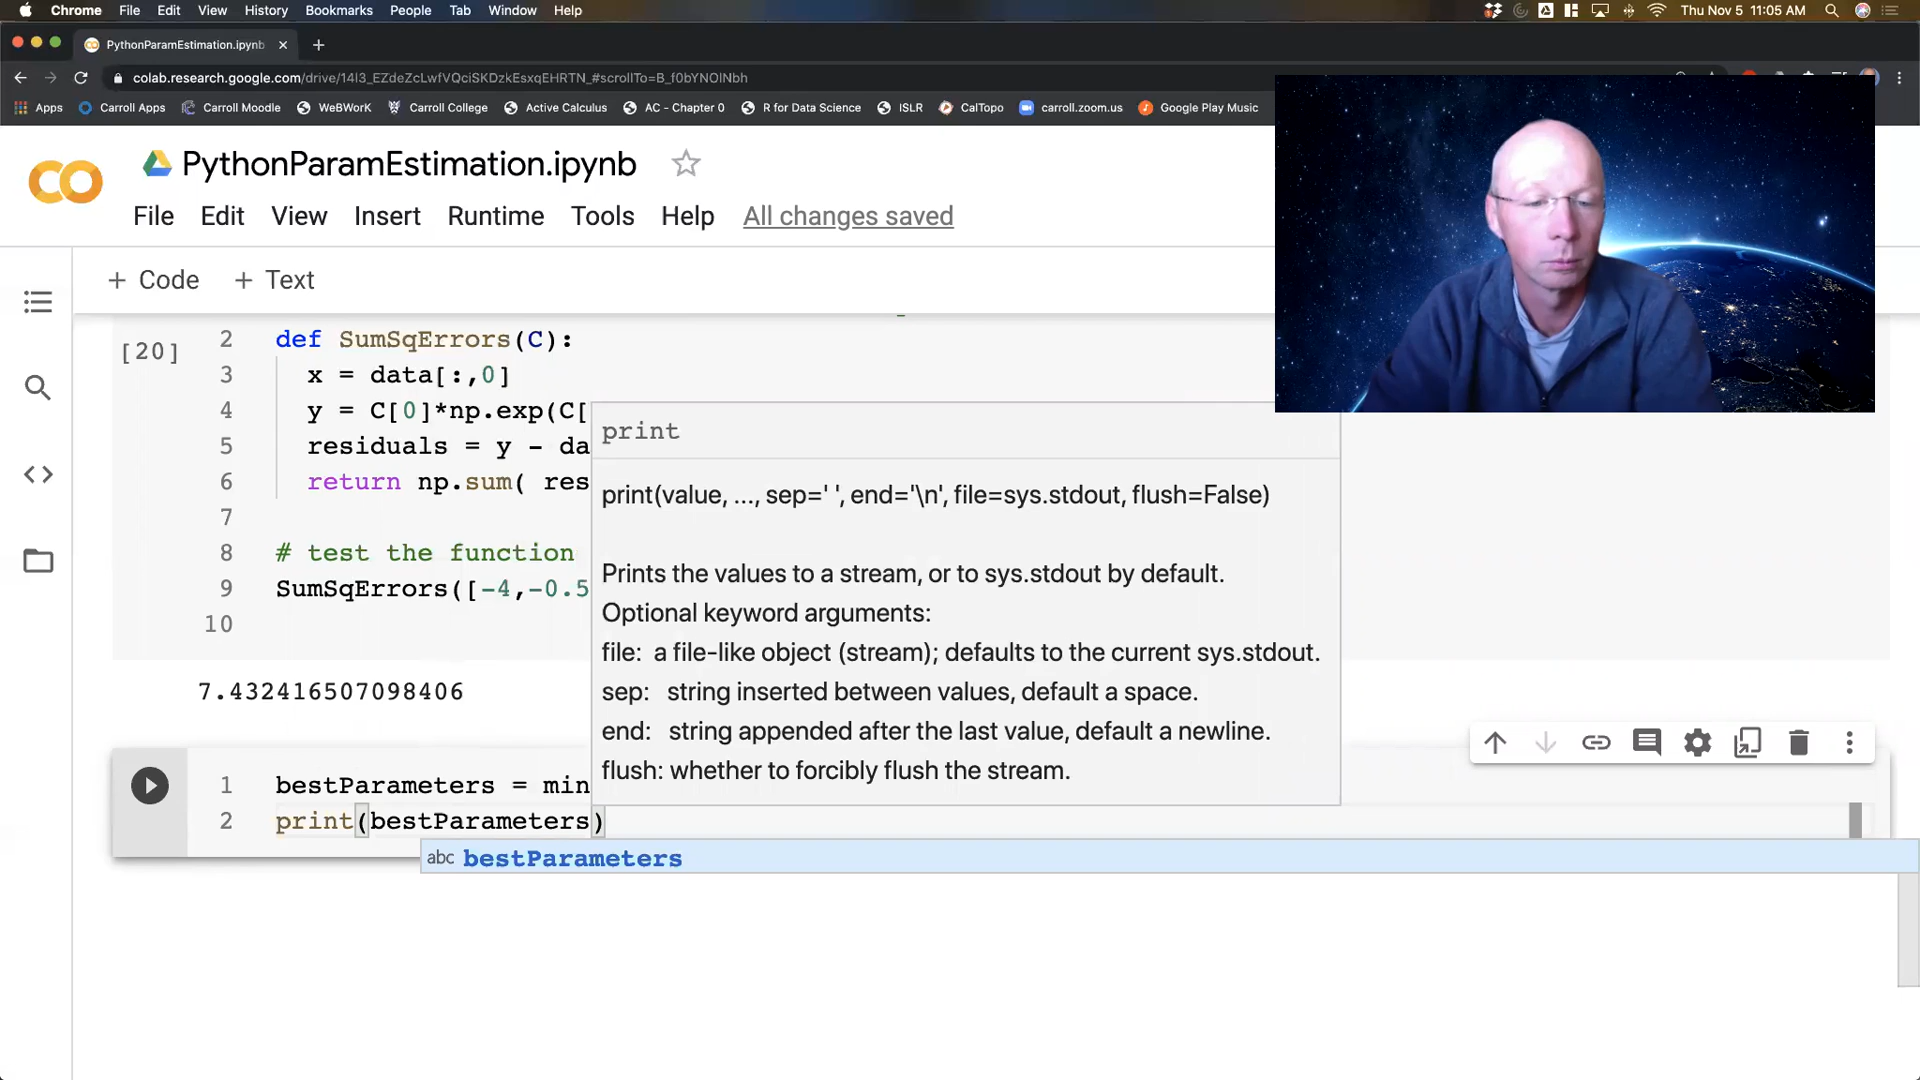 Chrome File Edit View History Bookmarks People Tab Window Help Thu Nov 5 11:05 AM
PythonParamEstimation.ipynb
colab.research.google.com/drive/14I3_EZdeZcLwfVQciSKDzkEsxqEHRTN_#scrollTo=B_f0bYNOlNbh
Apps Carroll Apps Carroll Moodle WeBWorK Carroll College Active Calculus AC - Chapter 0 R for Data Science ISLR CalTopo carroll.zoom.us Google Play Music
CO PythonParamEstimation.ipynb
File Edit View Insert Runtime Tools Help All changes saved
+ Code + Text
[20] 2 def SumSqErrors(C):
3 x = data[:,0]
4 y = C[0]*np.exp(C[
5 residuals = y - da
6 return np.sum( res
7
8 # test the function
9 SumSqErrors([-4,-0.5
10
print
print(value, ..., sep=' ', end='\n', file=sys.stdout, flush=False)
Prints the values to a stream, or to sys.stdout by default.
Optional keyword arguments:
file: a file-like object (stream); defaults to the current sys.stdout.
sep: string inserted between values, default a space.
end: string appended after the last value, default a newline.
flush: whether to forcibly flush the stream.
7.432416507098406
1 bestParameters = min
2 print(bestParameters)
abc bestParameters